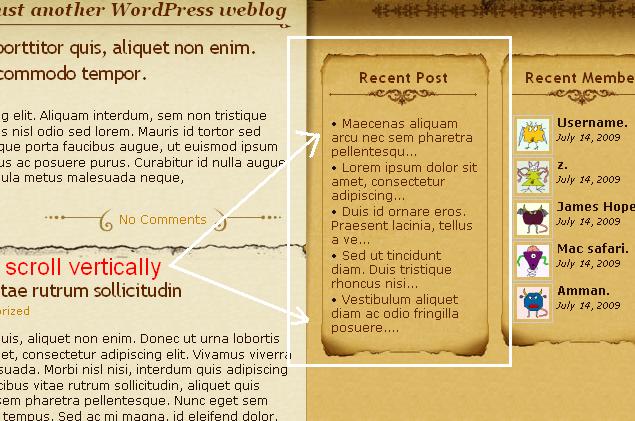 ust another WordPress weblog
porttitor quis, aliquet non enim.
commodo tempor.
g elit. Aliquam interdum, sem non tristique
s nisl odio sed lorem. Mauris id tortor sed
que porta faucibus augue, ut euismod ipsum
us ac posuere purus. Curabitur id nulla augue
ula metus malesuada neque,
No Comments
scroll vertically
tae rutrum sollicitudin
orized
uis, aliquet non enim. Donec ut urna lobortis
et, consectetur adipiscing elit. Vivamus viverra
suada. Morbi nisl nisi, interdum quis adipiscing
cibus vitae rutrum sollicitudin, aliquet quis
sem pharetra pellentesque. Nunc eget sem
tempus. Sed ac mi magna, id eleifend dolor.
Recent Post
• Maecenas aliquam
arcu nec sem pharetra
pellentesqu...
• Lorem ipsum dolor sit
amet, consectetur
adipiscing...
• Duis id ornare eros.
Praesent lacinia, tellus
a ve...
• Sed ut tincidunt
diam. Duis tristique
rhoncus nisi...
• Vestibulum aliquet
diam ac odio fringilla
posuere....
Recent Membe
Username.
July 14, 2009
z.
July 14, 2009
James Hope
July 14, 2009
Mac safari.
July 14, 2009
Amman.
July 14, 2009